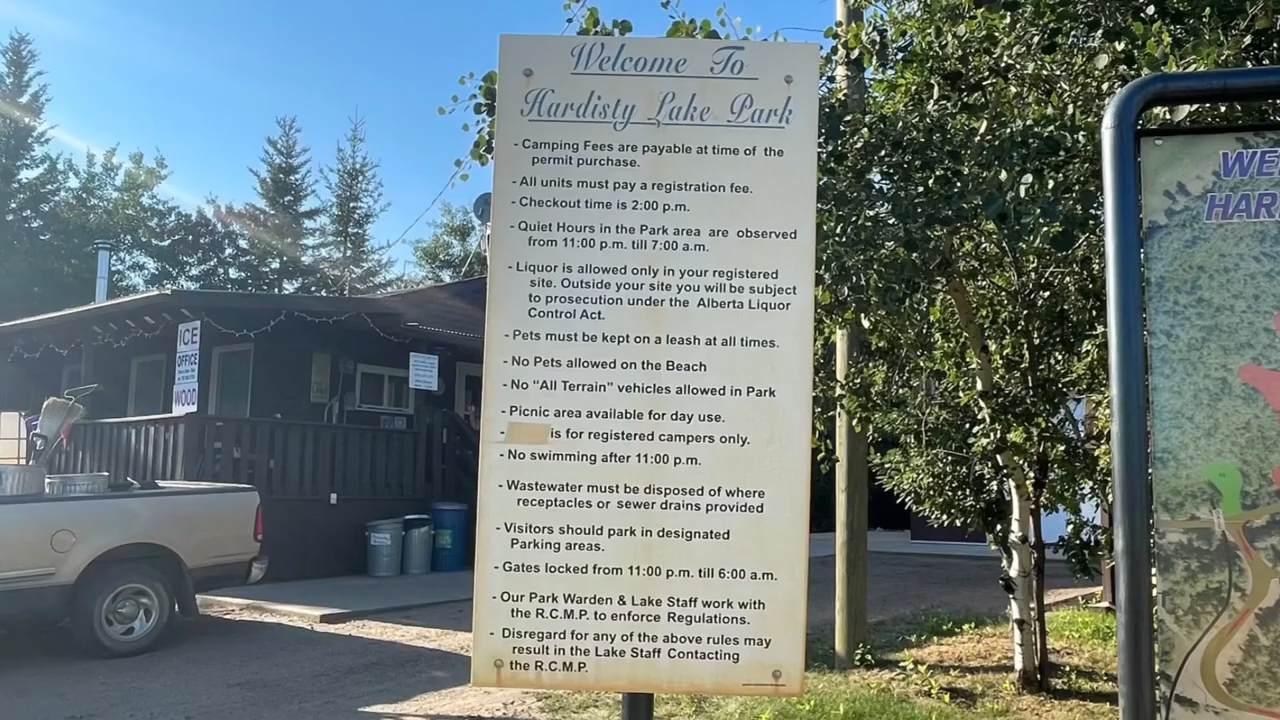 Welcome To
Hardisty Lake Park
- Camping Fees are payable at time of the
permit purchase.
- All units must pay a registration fee.
- Checkout time is 2:00 p.m.
- Quiet Hours in the Park area are observed
from 11:00 p.m. till 7:00 a.m.
- Liquor is allowed only in your registered
site. Outside your site you will be subject
to prosecution under the Alberta Liquor
Control Act.
- Pets must be kept on a leash at all times.
- No Pets allowed on the Beach
- No “All Terrain” vehicles allowed in Park
- Picnic area available for day use.
- is for registered campers only.
- No swimming after 11:00 p.m.
- Wastewater must be disposed of where
receptacles or sewer drains provided
- Visitors should park in designated
Parking areas.
- Gates locked from 11:00 p.m. till 6:00 a.m.
- Our Park Warden & Lake Staff work with
the R.C.M.P. to enforce Regulations.
- Disregard for any of the above rules may
result in the Lake Staff Contacting
the R.C.M.P.
ICE
OFFICE
WOOD
WE
HAR